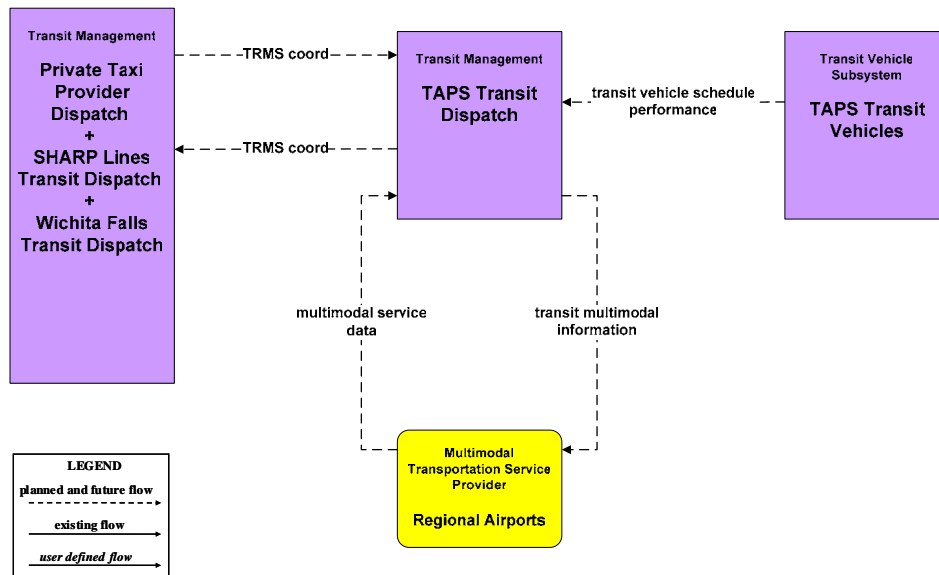 Transit Management
Private Taxi
Provider
Dispatch
+
SHARP Lines
Transit Dispatch
+
Wichita Falls
Transit Dispatch
TRMS coord
TRMS coord
Transit Management
TAPS Transit
Dispatch
transit vehicle schedule
performance
Transit Vehicle
Subsystem
TAPS Transit
Vehicles
multimodal service
data
transit multimodal
information
Multimodal
Transportation Service
Provider
Regional Airports
LEGEND
planned and future flow
existing flow
user defined flow